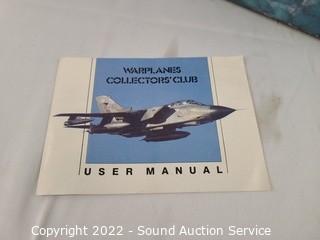 WARPLANES
COLLECTORS' CLUB
USER MANUAL
Copyright 2022 - Sound Auction Service